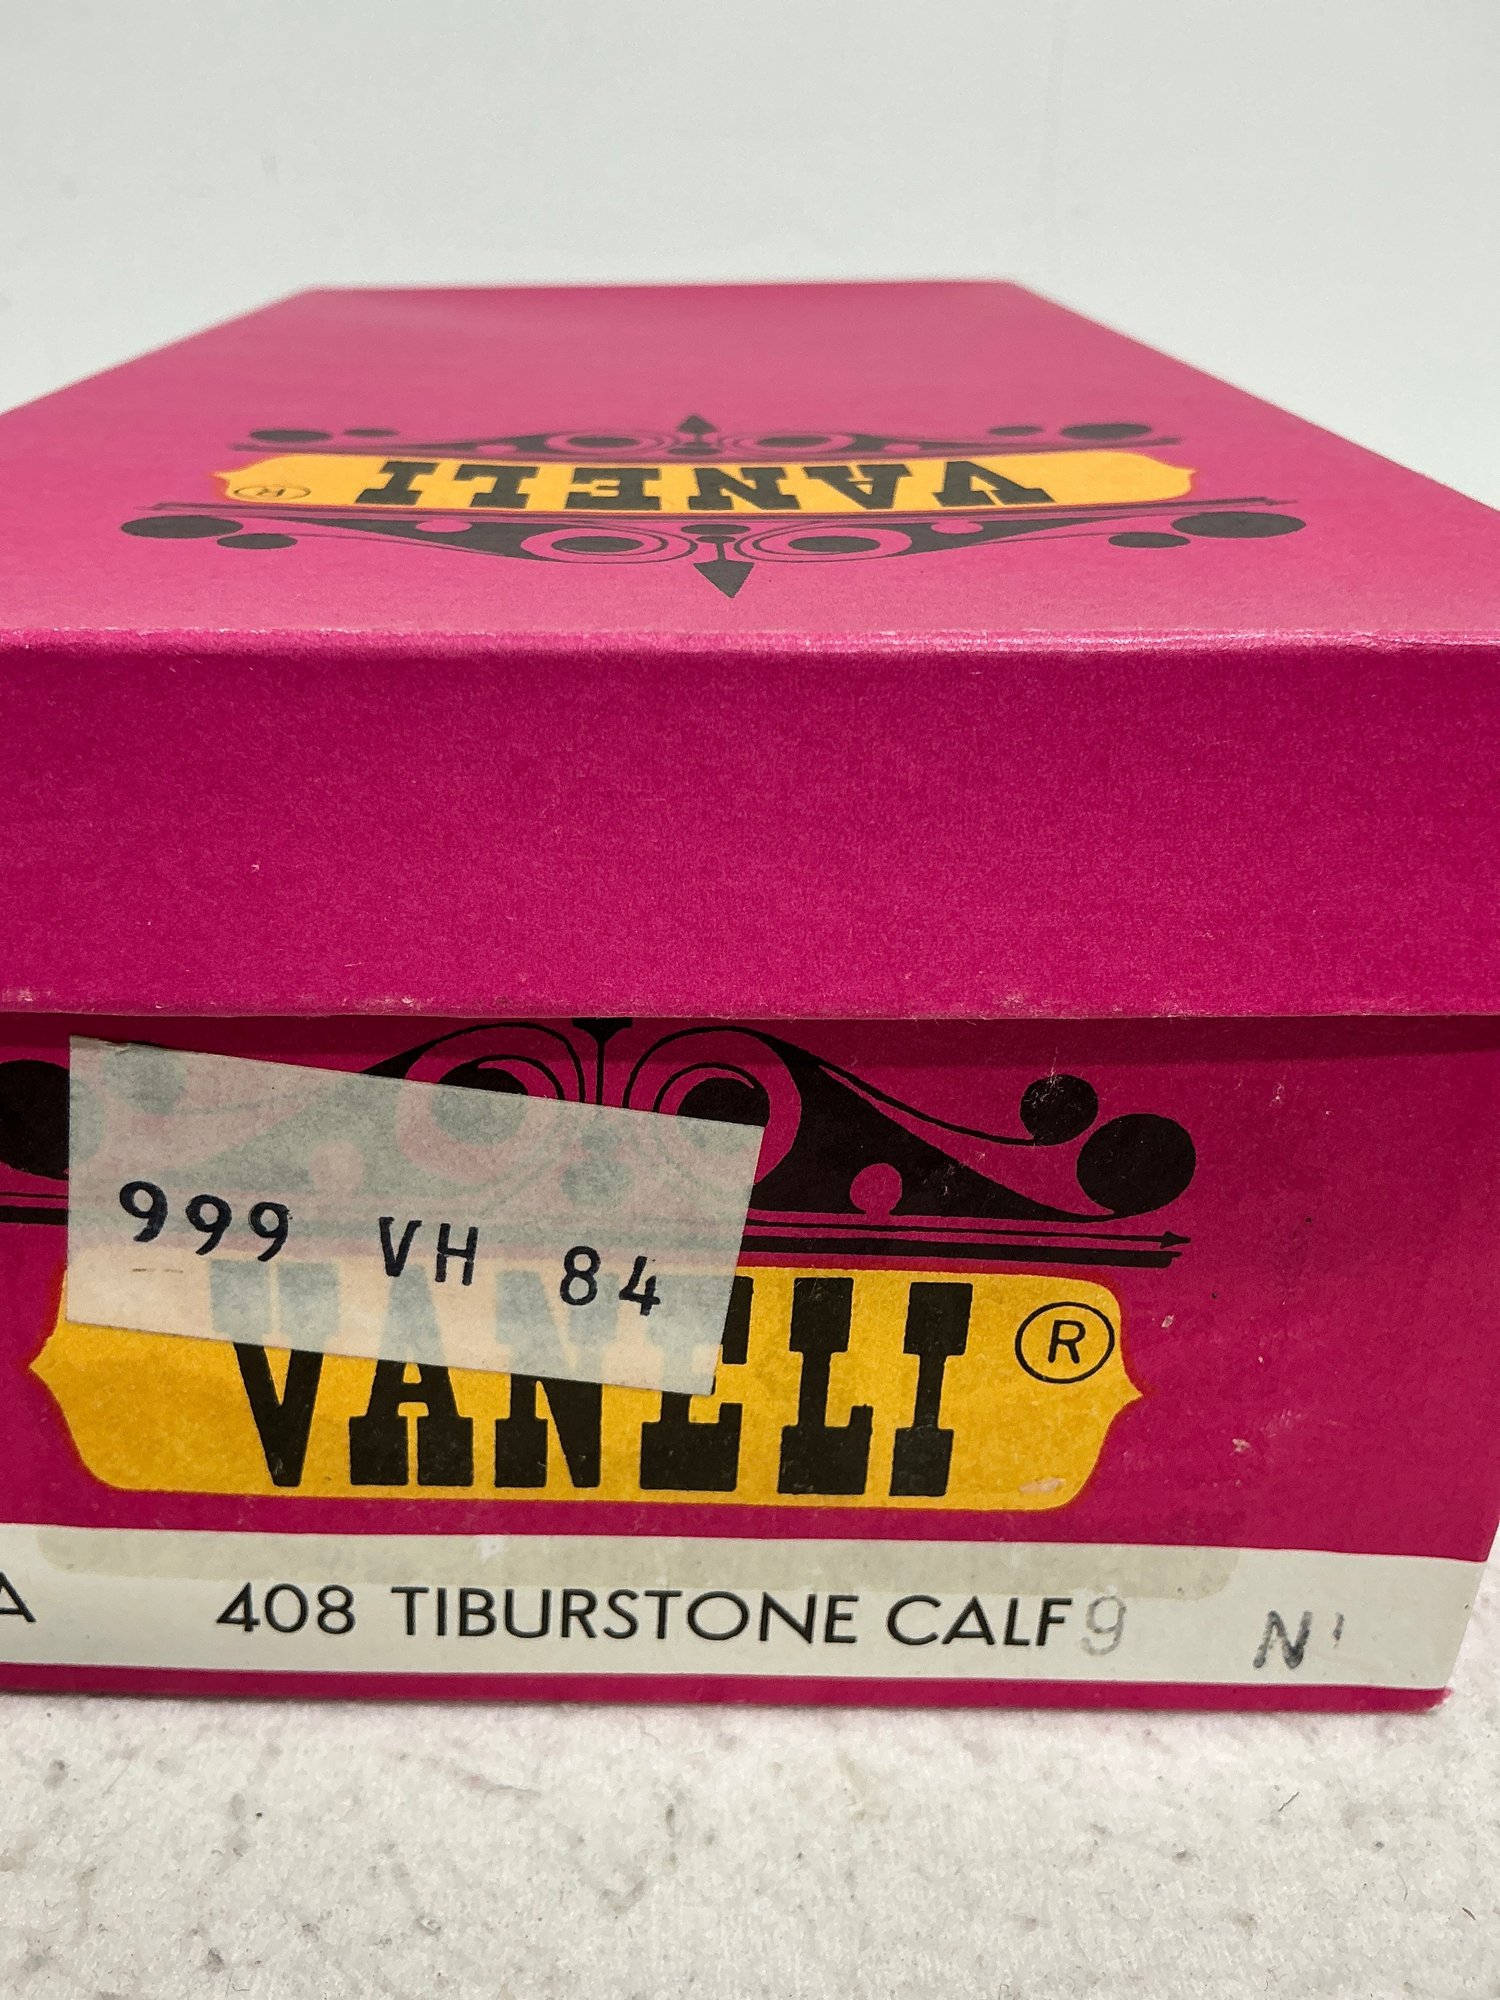 VANELI ®
999 VH 84
VANELI ®
A 408 TIBURSTONE CALF 9 N